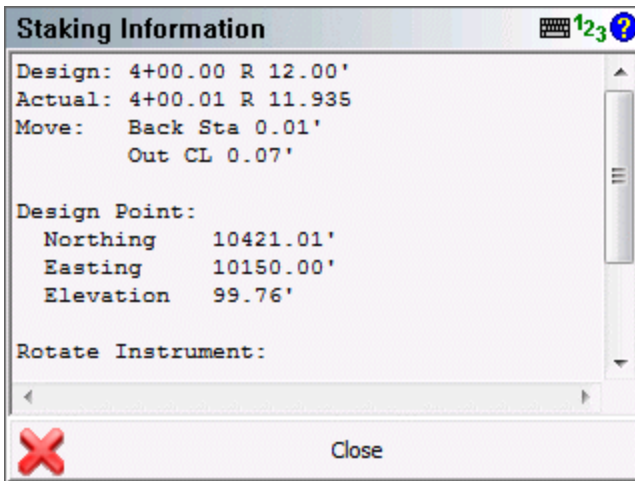 Staking Information
123?
Design: 4+00.00 R 12.00'
Actual: 4+00.01 R 11.935
Move: Back Sta 0.01'
Out CL 0.07'
Design Point:
Northing 10421.01'
Easting 10150.00'
Elevation 99.76'
Rotate Instrument:
Close